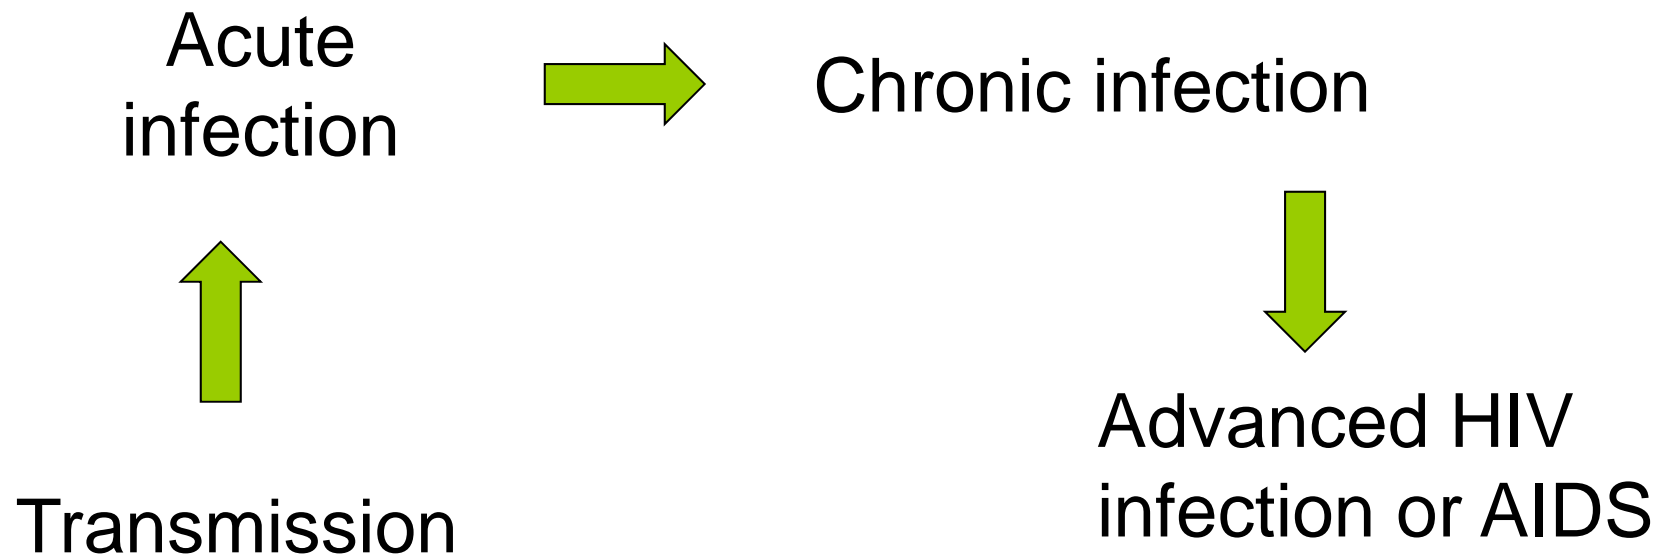 Acute
infection
Chronic infection
Advanced HIV
infection or AIDS
Transmission